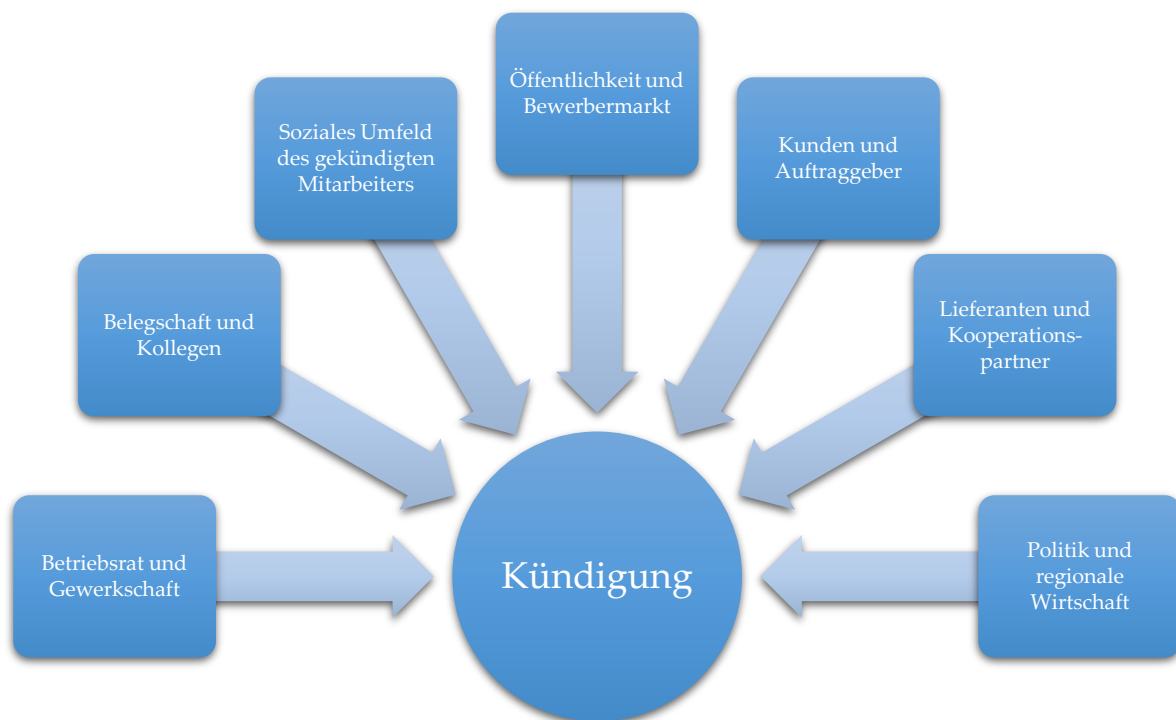 Öffentlichkeit und
Bewerbermarkt
Soziales Umfeld
des gekündigten
Mitarbeiters
Kunden und
Auftraggeber
Belegschaft und
Kollegen
Lieferanten und
Kooperations-
partner
Betriebsrat und
Gewerkschaft
Kündigung
Politik und
regionale
Wirtschaft